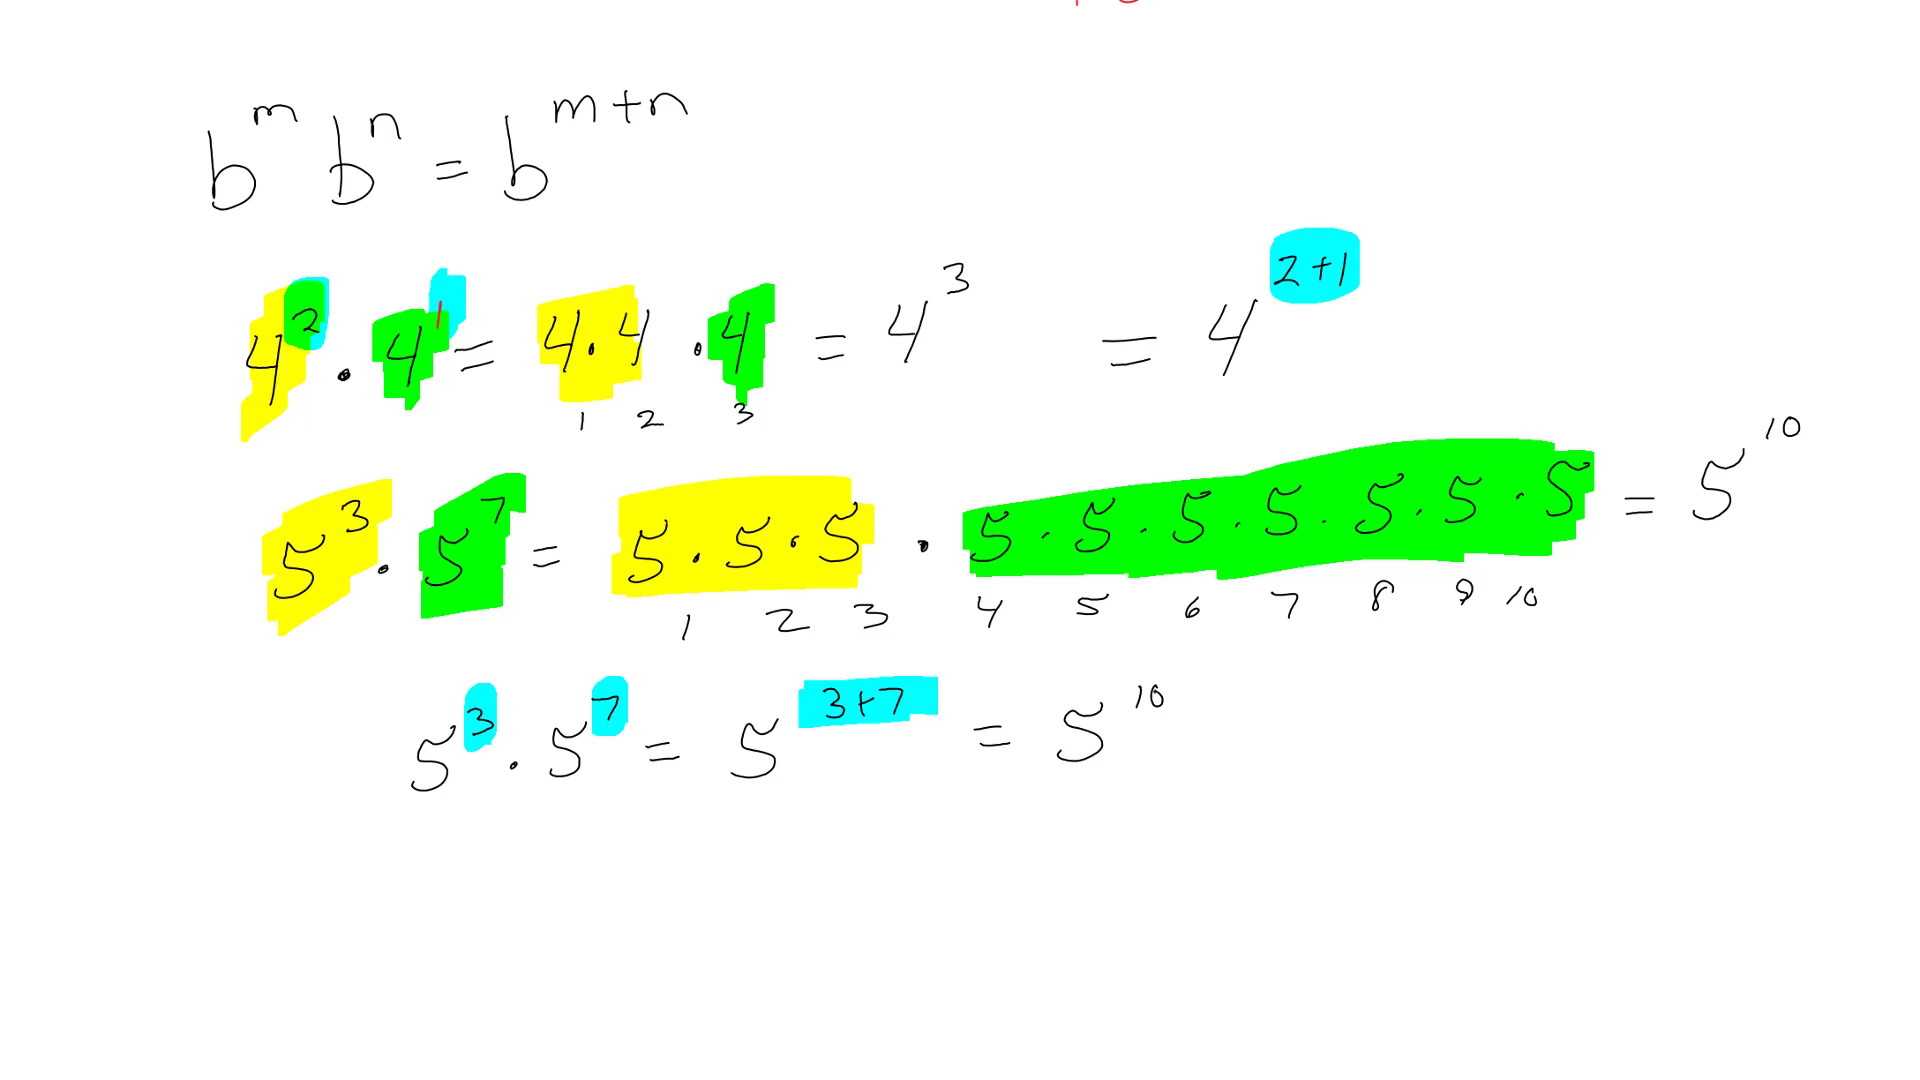 b^m b^n = b^{m+n}
4^2 · 4^1 = 4·4 · 4 = 4^3 = 4^{2+1}
1 2 3
5^3 · 5^7 = 5·5·5 · 5·5·5·5·5·5·5 = 5^{10}
1 2 3 4 5 6 7 8 9 10
5^3 · 5^7 = 5^{3+7} = 5^{10}